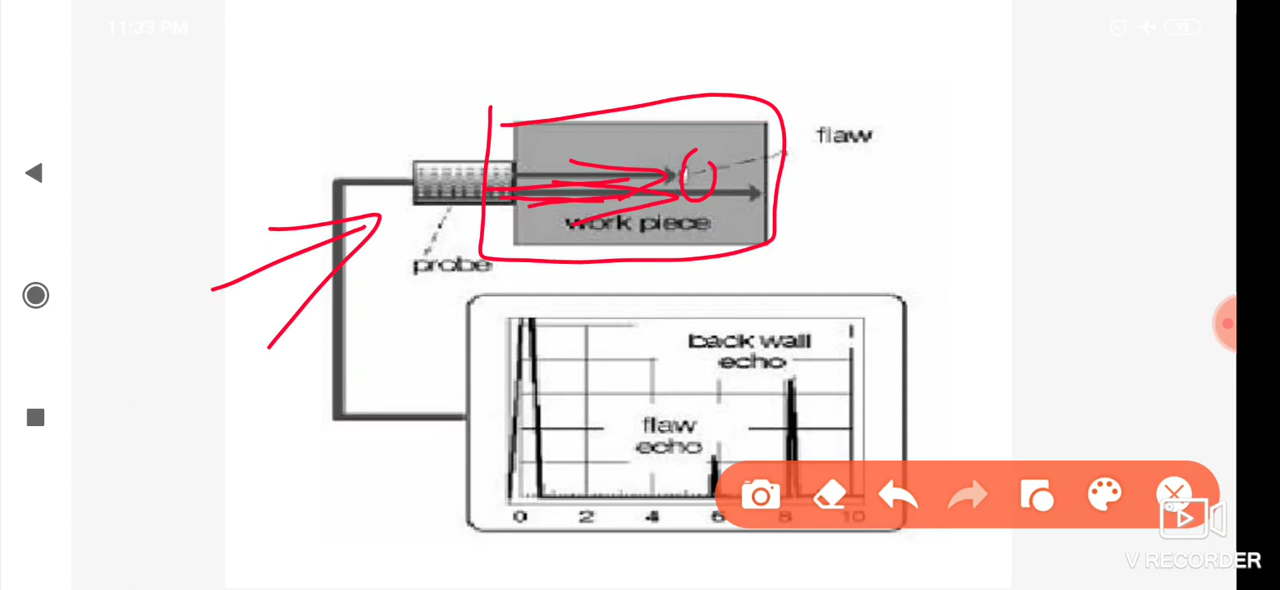 11:33 PM
91
flaw
work piece
probe
back wall
echo
flaw
echo
0 2 4 6 8 10
V RECORDER